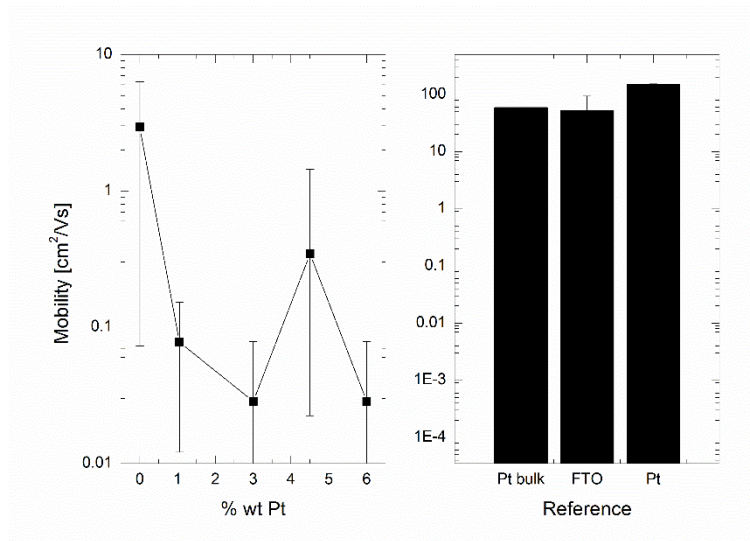 10
1
0.1
0.01
Mobility [cm²/Vs]
0 1 2 3 4 5 6
% wt Pt
100
10
1
0.1
0.01
1E-3
1E-4
Pt bulk FTO Pt
Reference